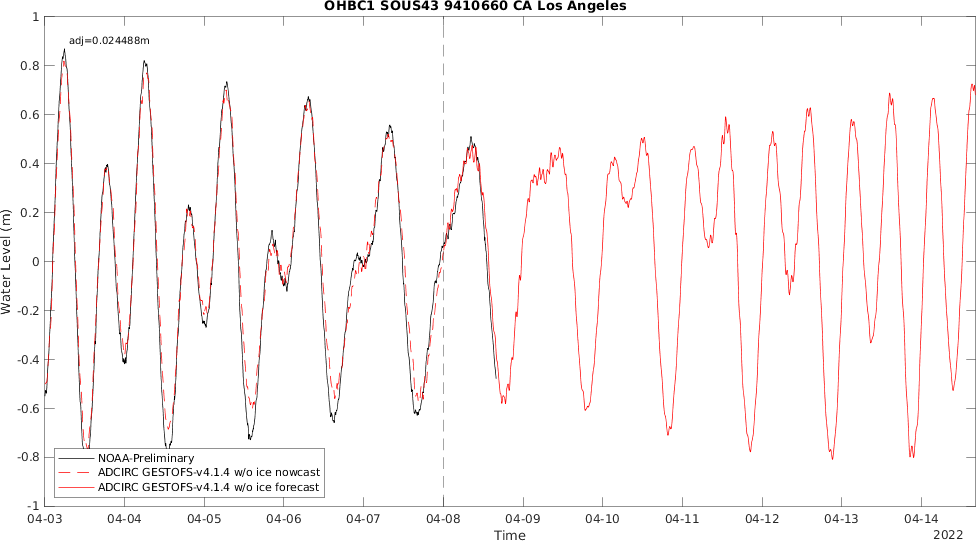 OHBC1 SOUS43 9410660 CA Los Angeles
adj=0.024488m
1
0.8
0.6
0.4
0.2
0
-0.2
-0.4
-0.6
-0.8
-1
Water Level (m)
NOAA-Preliminary
ADCIRC GESTOFS-v4.1.4 w/o ice nowcast
ADCIRC GESTOFS-v4.1.4 w/o ice forecast
04-03 04-04 04-05 04-06 04-07 04-08 04-09 04-10 04-11 04-12 04-13 04-14
Time
2022